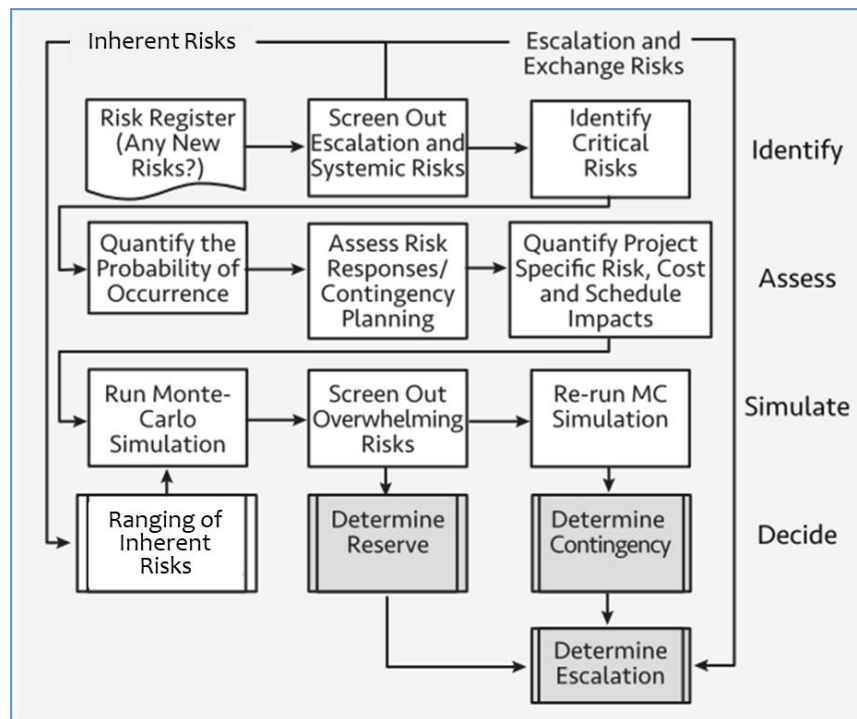 Inherent Risks
Escalation and
Exchange Risks
Risk Register
(Any New
Risks?)
Screen Out
Escalation and
Systemic Risks
Identify
Critical
Risks
Identify
Quantify the
Probability of
Occurrence
Assess Risk
Responses/
Contingency
Planning
Quantify Project
Specific Risk, Cost
and Schedule
Impacts
Assess
Run Monte-
Carlo
Simulation
Screen Out
Overwhelming
Risks
Re-run MC
Simulation
Simulate
Ranging of
Inherent
Risks
Determine
Reserve
Determine
Contingency
Decide
Determine
Escalation